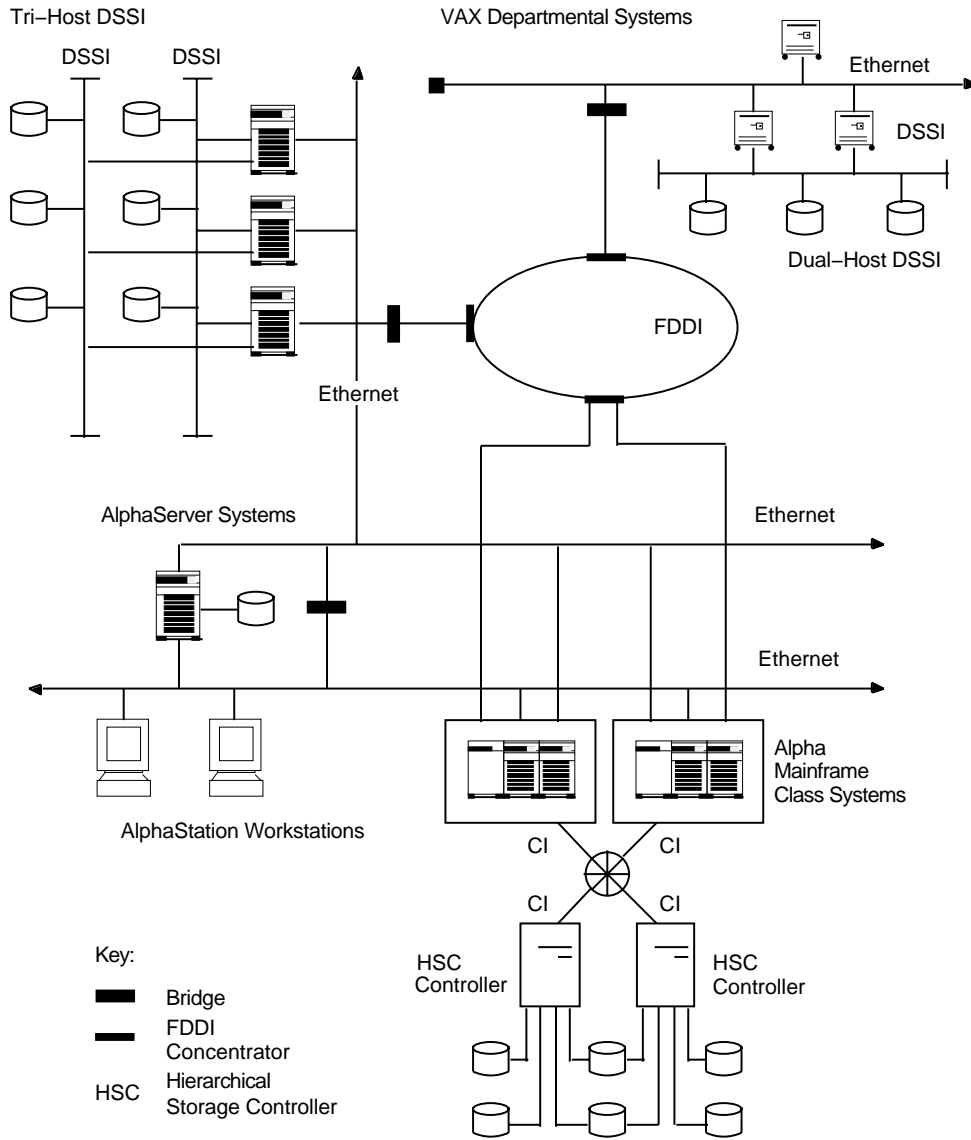 Tri–Host DSSI
VAX Departmental Systems
DSSI
DSSI
Ethernet
DSSI
Dual–Host DSSI
FDDI
Ethernet
AlphaServer Systems
Ethernet
Ethernet
Alpha
Mainframe
Class Systems
AlphaStation Workstations
CI
CI
CI
CI
Key:
HSC
Controller
HSC
Controller
Bridge
FDDI
Concentrator
HSC
Hierarchical
Storage Controller